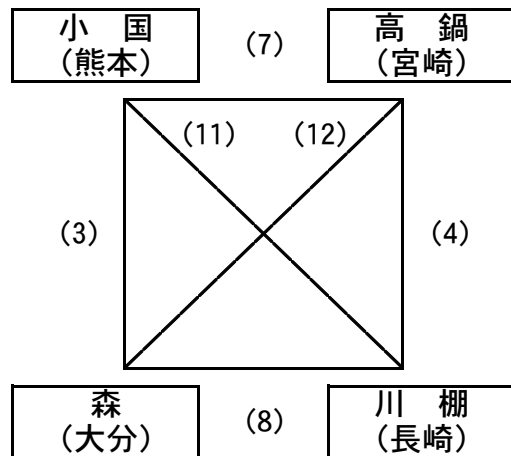 小　国
(熊本)
(7)
高　鍋
(宮崎)
(11)
(12)
(3)
(4)
森
(大分)
(8)
川　棚
(長崎)